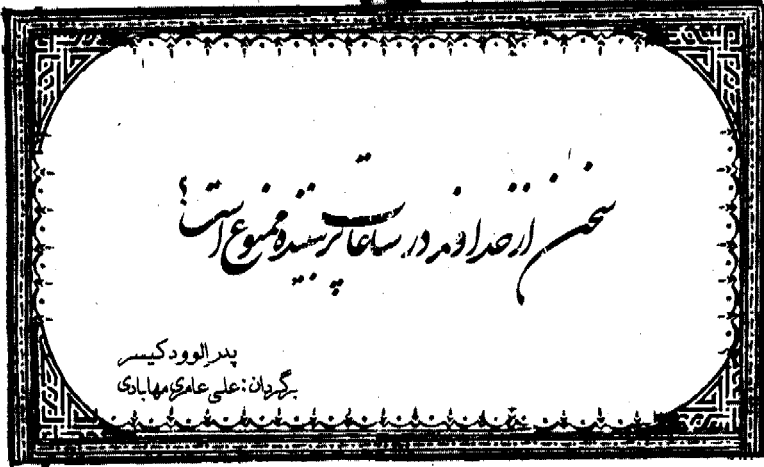 سخن از خداوند در ساعات پربیننده ممنوع است؟
پدر الوود کیسر
برگردان: علی عامری مهابادی